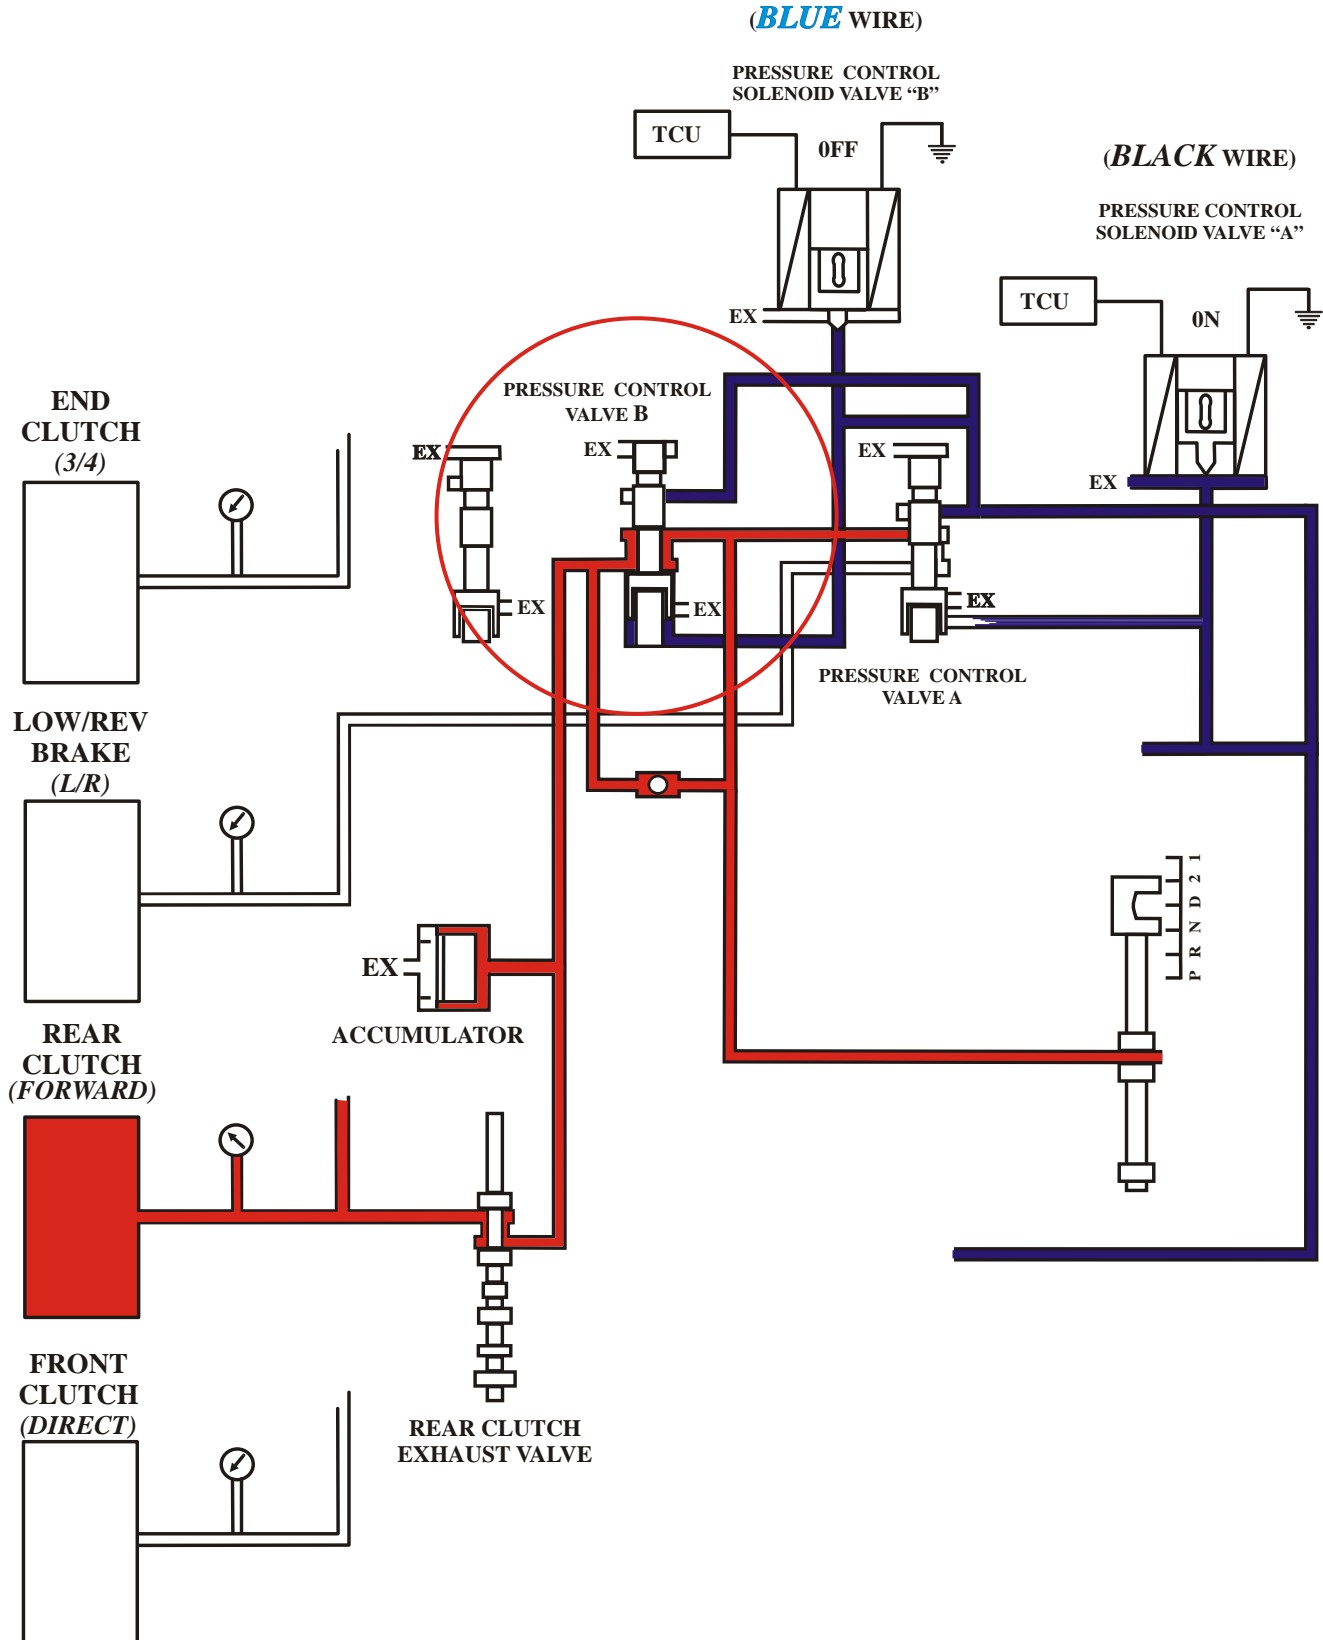 (BLUE WIRE)
PRESSURE CONTROL
SOLENOID VALVE “B”
TCU
0FF
EX
(BLACK WIRE)
PRESSURE CONTROL
SOLENOID VALVE “A”
TCU
0N
EX
PRESSURE CONTROL
VALVE B
EX
EX
EX
EX
EX
EX
PRESSURE CONTROL
VALVE A
END
CLUTCH
(3/4)
LOW/REV
BRAKE
(L/R)
EX
ACCUMULATOR
P R N D 2 1
REAR
CLUTCH
(FORWARD)
REAR CLUTCH
EXHAUST VALVE
FRONT
CLUTCH
(DIRECT)